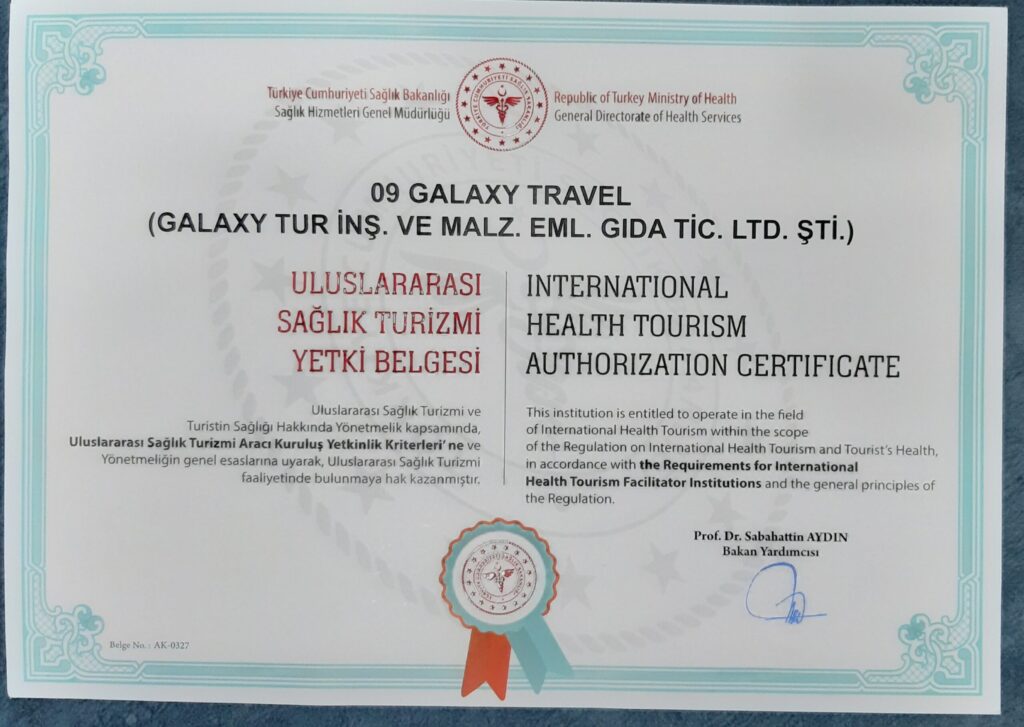 Türkiye Cumhuriyeti Sağlık Bakanlığı
Sağlık Hizmetleri Genel Müdürlüğü
Republic of Turkey Ministry of Health
General Directorate of Health Services
09 GALAXY TRAVEL
(GALAXY TUR İNŞ. VE MALZ. EML. GIDA TİC. LTD. ŞTİ.)
ULUSLARARASI
SAĞLIK TURİZMİ
YETKİ BELGESİ
INTERNATIONAL
HEALTH TOURISM
AUTHORIZATION CERTIFICATE
Uluslararası Sağlık Turizmi ve
Turistin Sağlığı Hakkında Yönetmelik kapsamında,
Uluslararası Sağlık Turizmi Aracı Kuruluş Yetkinlik Kriterleri' ne ve
Yönetmeliğin genel esaslarına uyarak, Uluslararası Sağlık Turizmi
faaliyetinde bulunmaya hak kazanmıştır.
This institution is entitled to operate in the field
of International Health Tourism within the scope
of the Regulation on International Health Tourism and Tourist's Health,
in accordance with the Requirements for International
Health Tourism Facilitator Institutions and the general principles of
the Regulation.
Prof. Dr. Sabahattin AYDIN
Bakan Yardımcısı
Belge No. : AK-0327